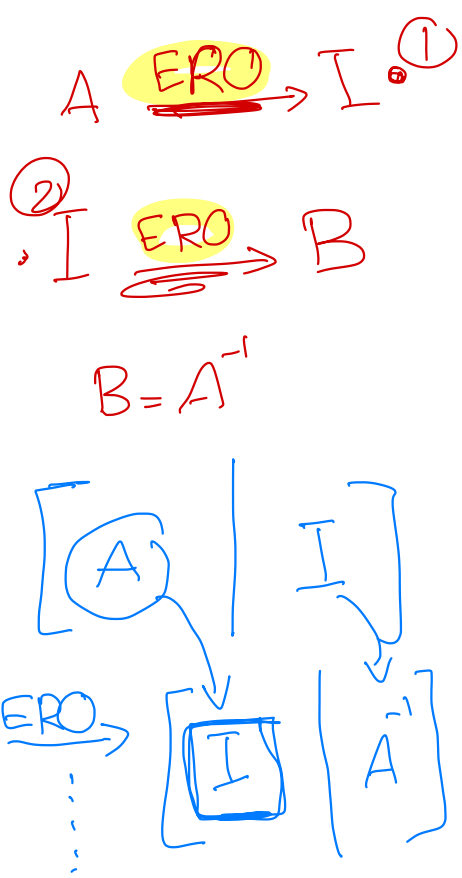 A ERO → I . ①
② . I ERO → B
B = A⁻¹
[ A | I ]
ERO → [ I | A⁻¹ ]